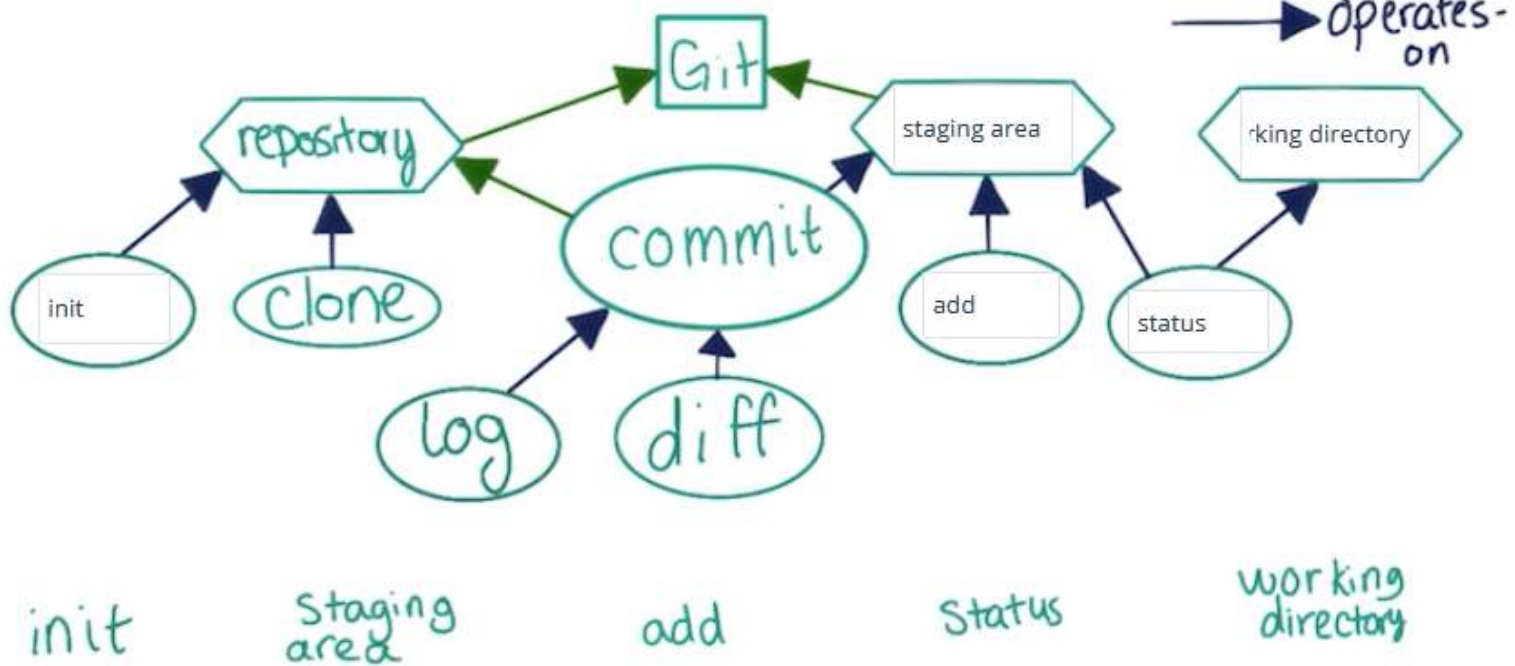 operates-
on
Git
repository
staging area
rking directory
commit
init
clone
add
status
log
diff
init
staging
area
add
status
working
directory